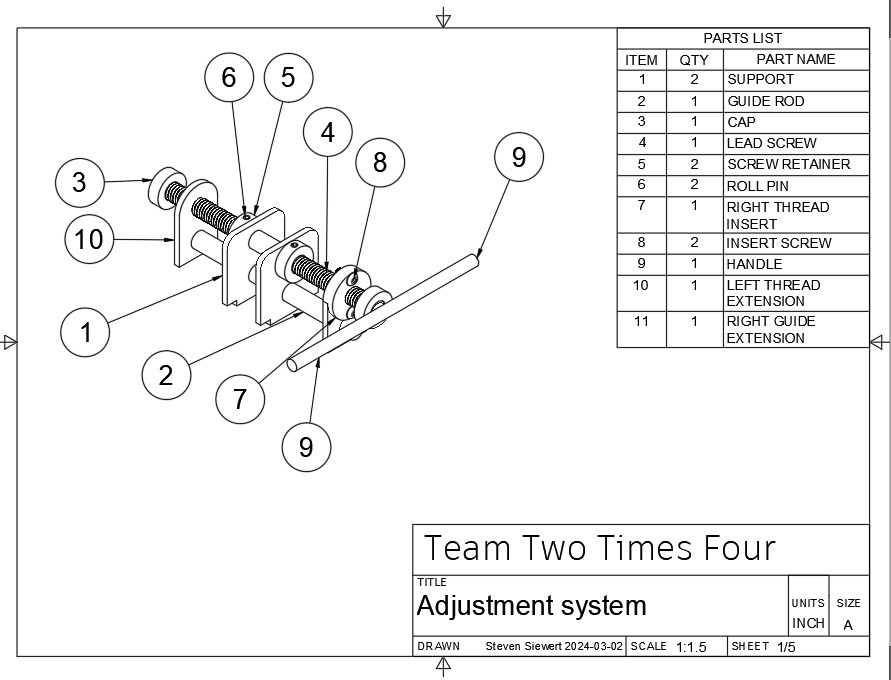 PARTS LIST
ITEM QTY PART NAME
1 2 SUPPORT
2 1 GUIDE ROD
3 1 CAP
4 1 LEAD SCREW
5 2 SCREW RETAINER
6 2 ROLL PIN
7 1 RIGHT THREAD
INSERT
8 2 INSERT SCREW
9 1 HANDLE
10 1 LEFT THREAD
EXTENSION
11 1 RIGHT GUIDE
EXTENSION
6
5
4
8
9
3
10
1
2
7
9
Team Two Times Four
TITLE
Adjustment system
UNITS SIZE
INCH A
DRAWN Steven Siewert 2024-03-02 SCALE 1:1.5 SHEET 1/5